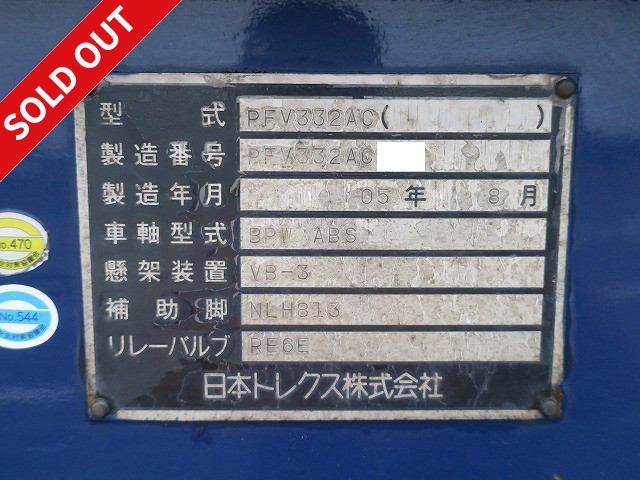 SOLD OUT
型 式 PFV332AC( )
製造番号 PFV332AC
製造年月 05 年 8 月
車軸型式 BPW ABS
懸架装置 VB-3
補助脚 NLH813
リレーバルブ RE6E
日本トレクス株式会社
No.470
No.544